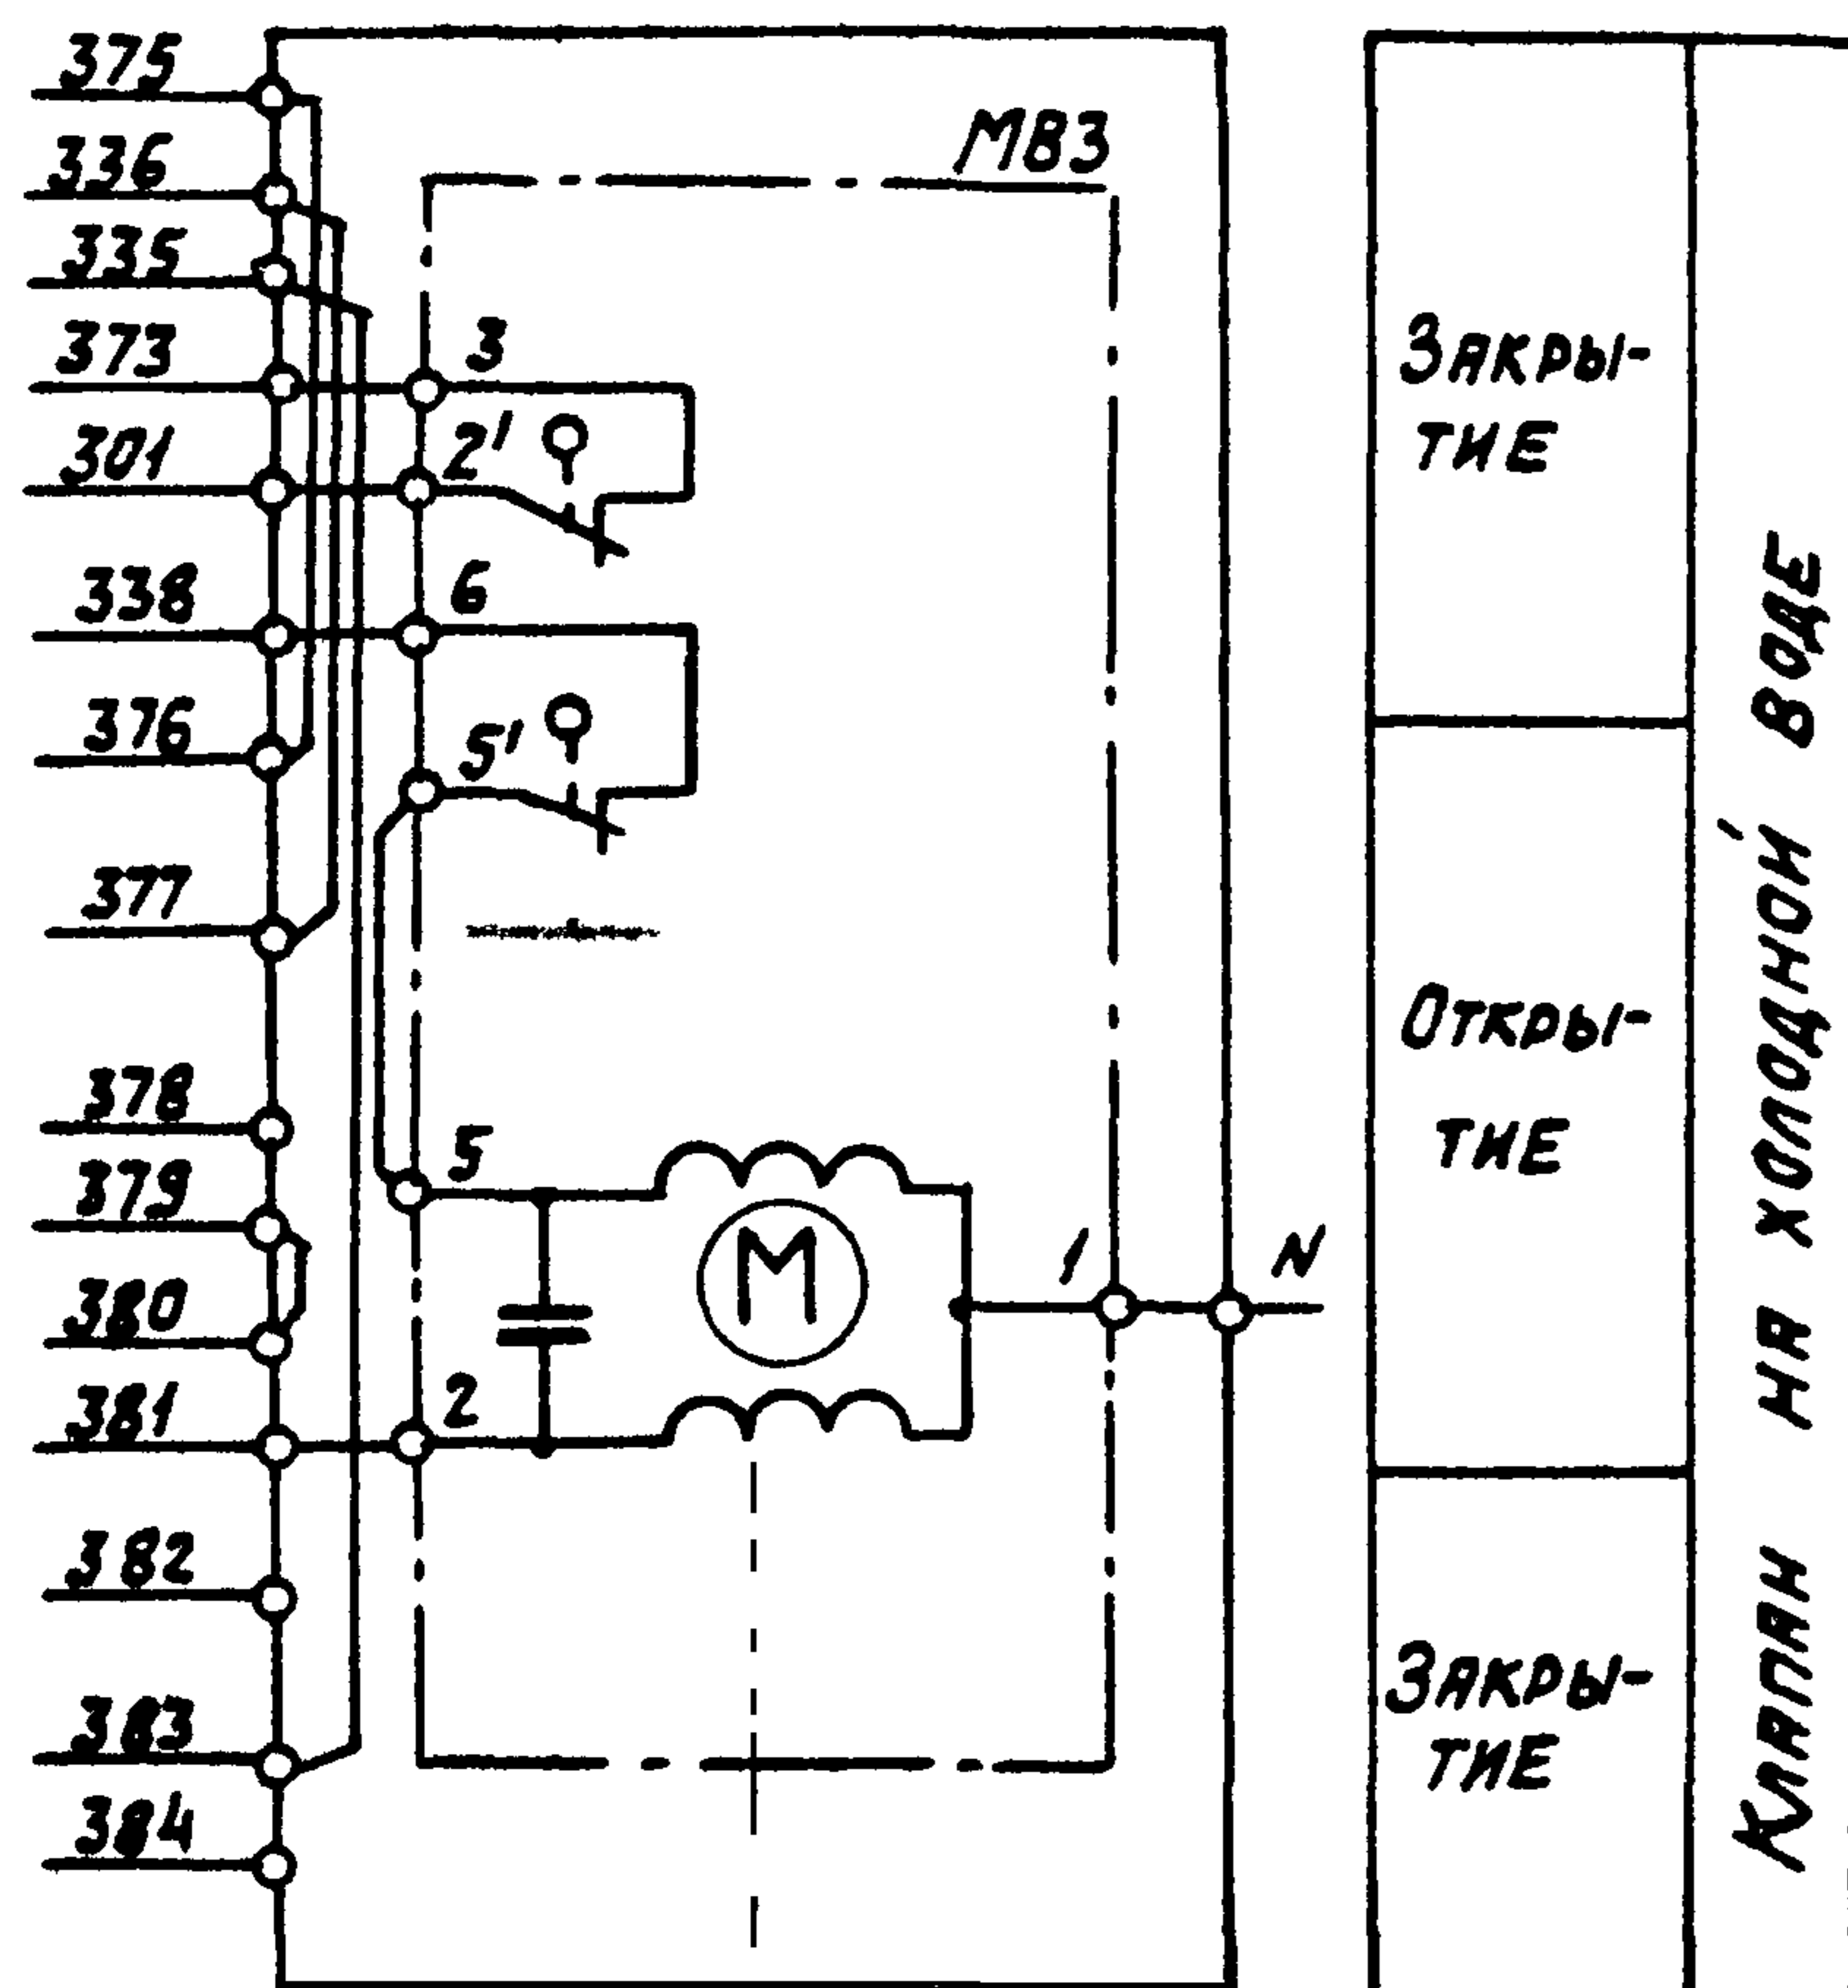 375
336
335
373
301
338
376
377
378
379
380
381
382
383
384
МВ3
3
2'
6
5'
5
2
М
1
N
Закры-
тие
Откры-
тие
Закры-
тие
Клапан на холодной воде